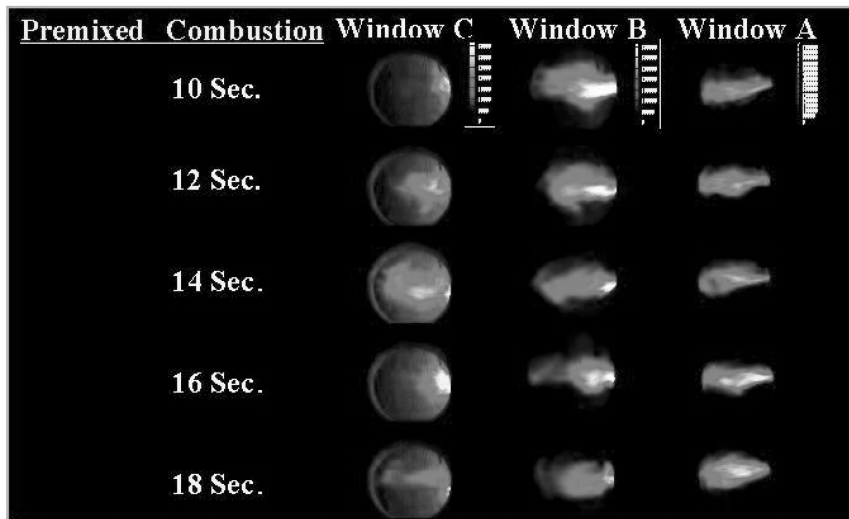 Premixed Combustion Window C Window B Window A
10 Sec.
12 Sec.
14 Sec.
16 Sec.
18 Sec.